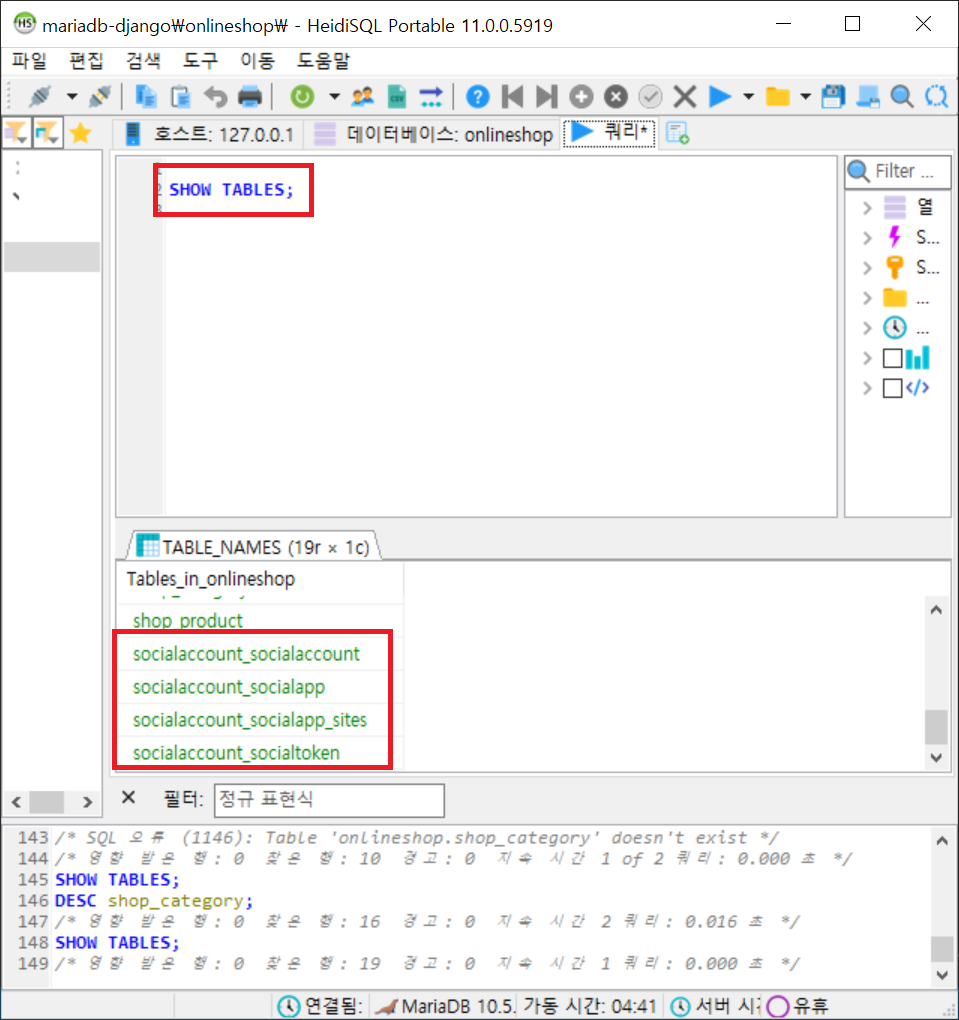 mariadb-django₩onlineshop₩ - HeidiSQL Portable 11.0.0.5919
파일 편집 검색 도구 이동 도움말
호스트: 127.0.0.1 데이터베이스: onlineshop 쿼리*
2 SHOW TABLES;
3
Filter ...
열
S...
S...
...
...
TABLE_NAMES (19r × 1c)
Tables_in_onlineshop
shop_product
socialaccount_socialaccount
socialaccount_socialapp
socialaccount_socialapp_sites
socialaccount_socialtoken
필터: 정규 표현식
143 /* SQL 오류 (1146): Table 'onlineshop.shop_category' doesn't exist */
144 /* 영향 받은 행: 0 찾은 행: 10 경고: 0 지속 시간 1 of 2 쿼리: 0.000 초 */
145 SHOW TABLES;
146 DESC shop_category;
147 /* 영향 받은 행: 0 찾은 행: 16 경고: 0 지속 시간 2 쿼리: 0.016 초 */
148 SHOW TABLES;
149 /* 영향 받은 행: 0 찾은 행: 19 경고: 0 지속 시간 1 쿼리: 0.000 초 */
연결됨: MariaDB 10.5. 가동 시간: 04:41 서버 유휴